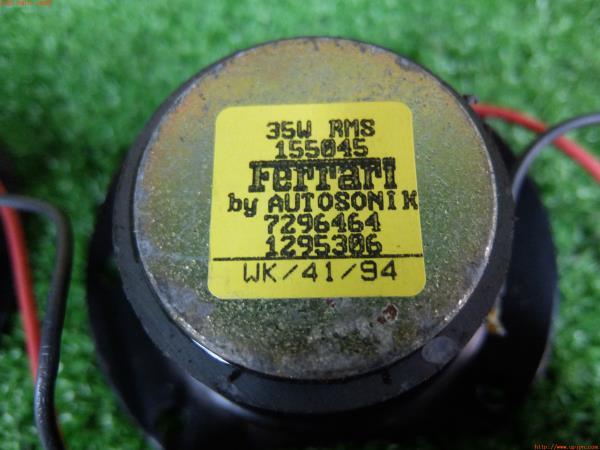 35W RMS
155045
Ferrari
by AUTOSONIK
7296464
1295306
WK/41/94